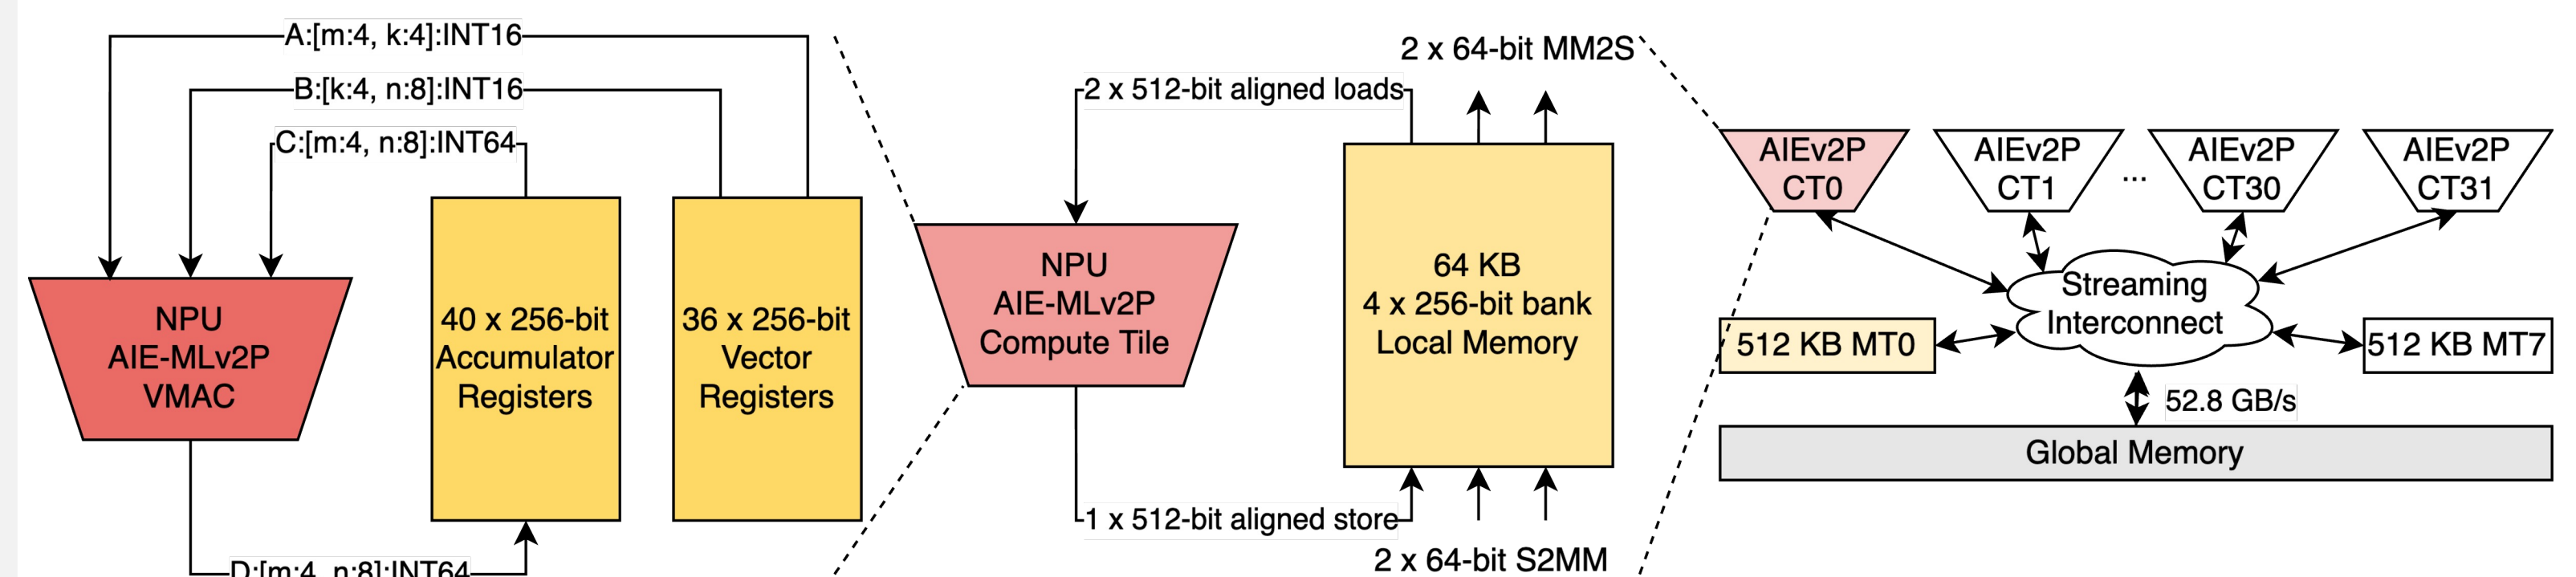 A:[m:4, k:4]:INT16
B:[k:4, n:8]:INT16
C:[m:4, n:8]:INT64
NPU
AIE-MLv2P
VMAC
40 x 256-bit
Accumulator
Registers
36 x 256-bit
Vector
Registers
D:[m:4, n:8]:INT64
2 x 64-bit MM2S
2 x 512-bit aligned loads
NPU
AIE-MLv2P
Compute Tile
64 KB
4 x 256-bit bank
Local Memory
1 x 512-bit aligned store
2 x 64-bit S2MM
AIEv2P
CT0
AIEv2P
CT1
...
AIEv2P
CT30
AIEv2P
CT31
Streaming
Interconnect
512 KB MT0
512 KB MT7
52.8 GB/s
Global Memory